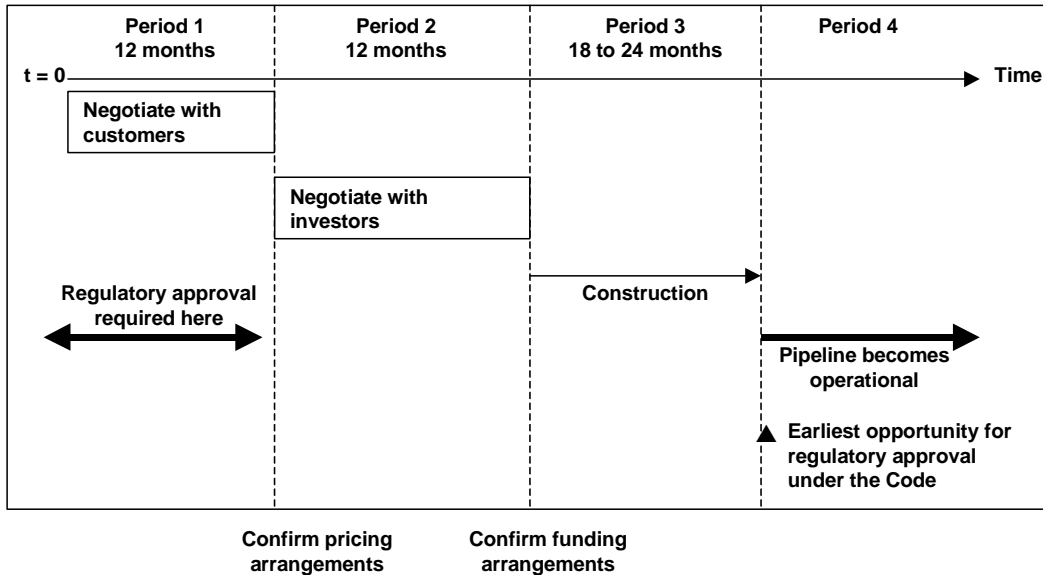 Period 1
12 months
Period 2
12 months
Period 3
18 to 24 months
Period 4
t = 0
Time
Negotiate with
customers
Negotiate with
investors
Construction
Regulatory approval
required here
Pipeline becomes
operational
Earliest opportunity for
regulatory approval
under the Code
Confirm pricing
arrangements
Confirm funding
arrangements